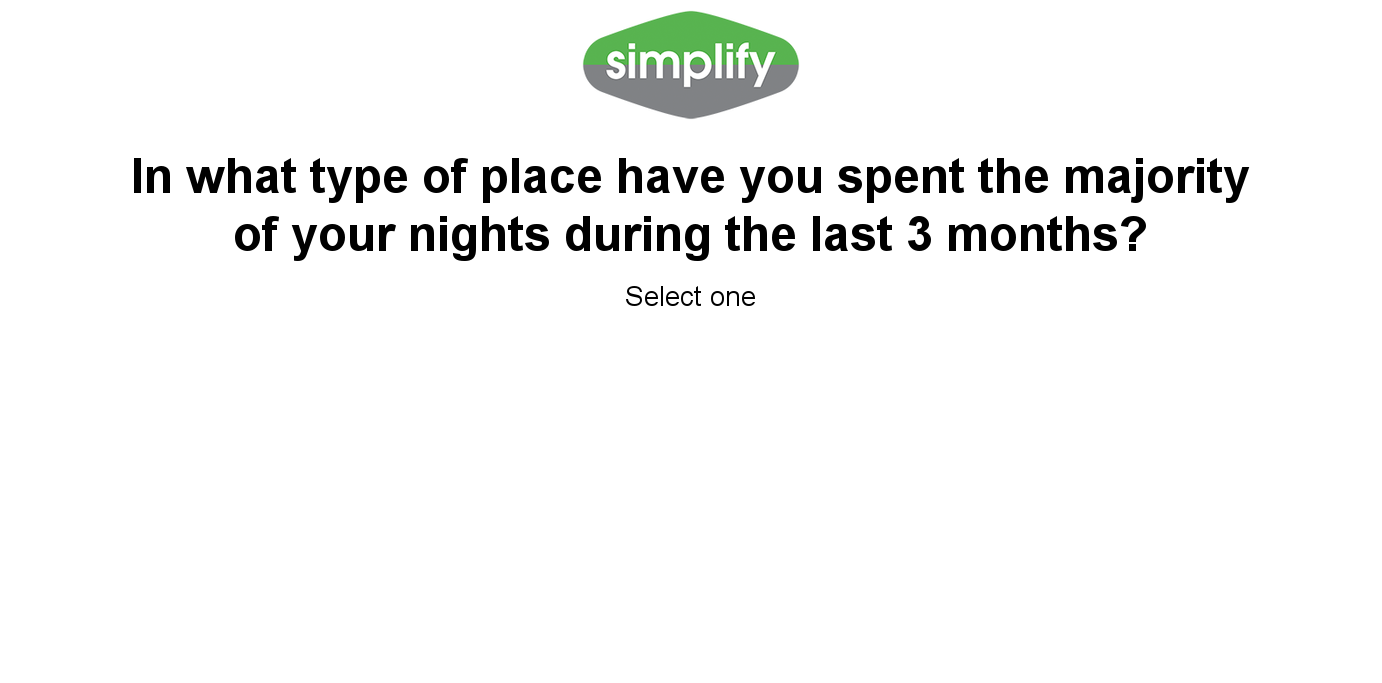 simplify
In what type of place have you spent the majority
of your nights during the last 3 months?
Select one